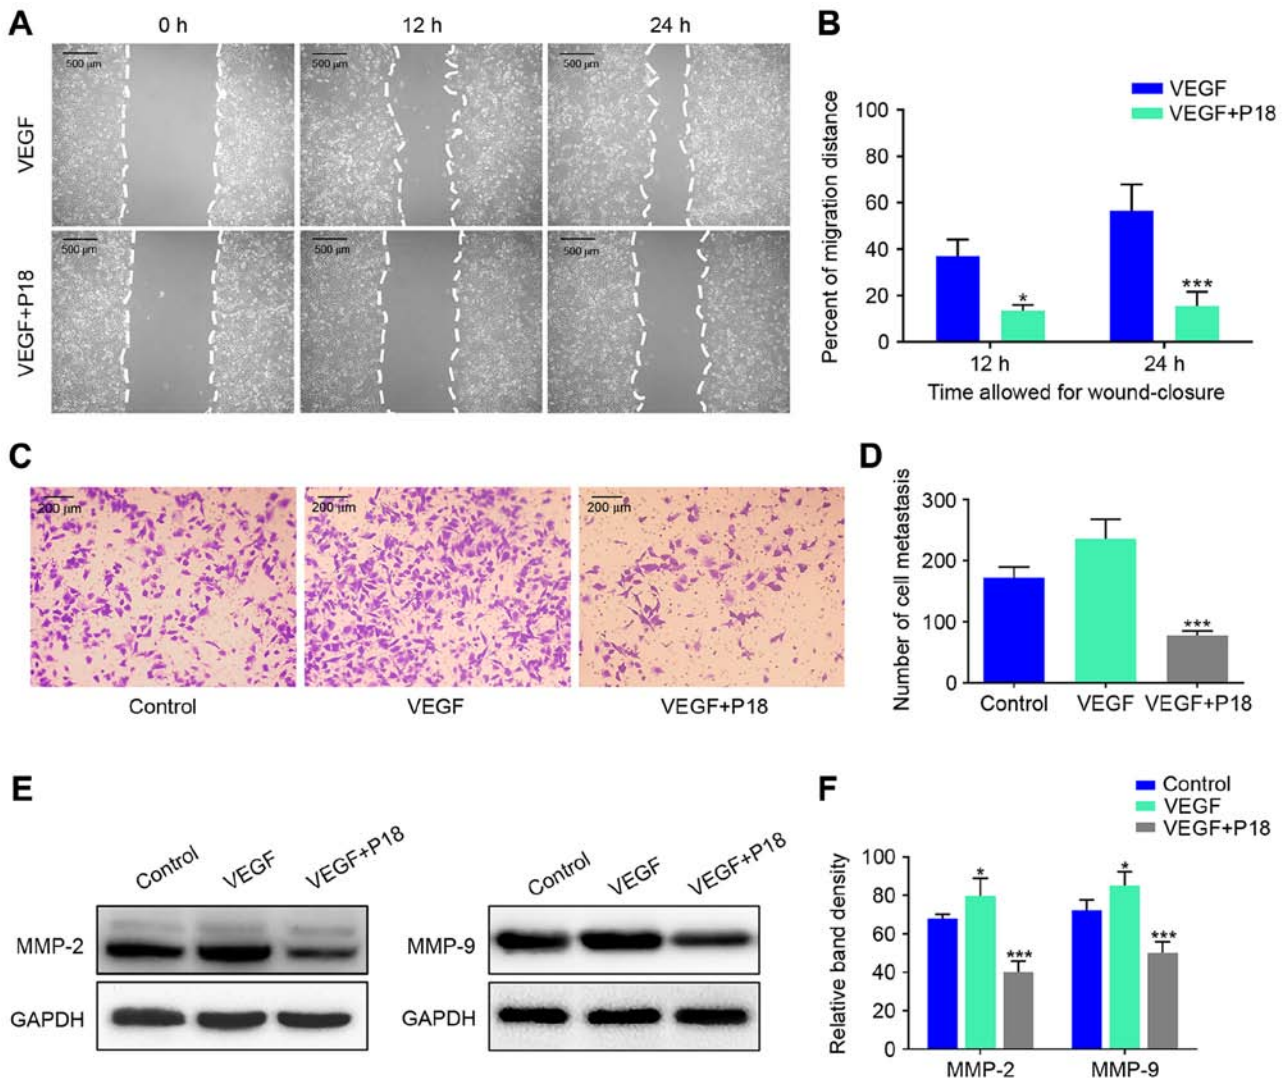 A
0 h
12 h
24 h
VEGF
500 μm
500 μm
500 μm
VEGF+P18
500 μm
500 μm
500 μm
B
VEGF
VEGF+P18
Percent of migration distance
100
80
60
40
20
0
*
***
12 h
24 h
Time allowed for wound-closure
C
200 μm
200 μm
200 μm
Control
VEGF
VEGF+P18
D
Number of cell metastasis
300
200
100
0
***
Control
VEGF
VEGF+P18
E
Control
VEGF
VEGF+P18
MMP-2
GAPDH
Control
VEGF
VEGF+P18
MMP-9
GAPDH
F
Control
VEGF
VEGF+P18
Relative band density
100
80
60
40
20
0
*
***
*
***
MMP-2
MMP-9